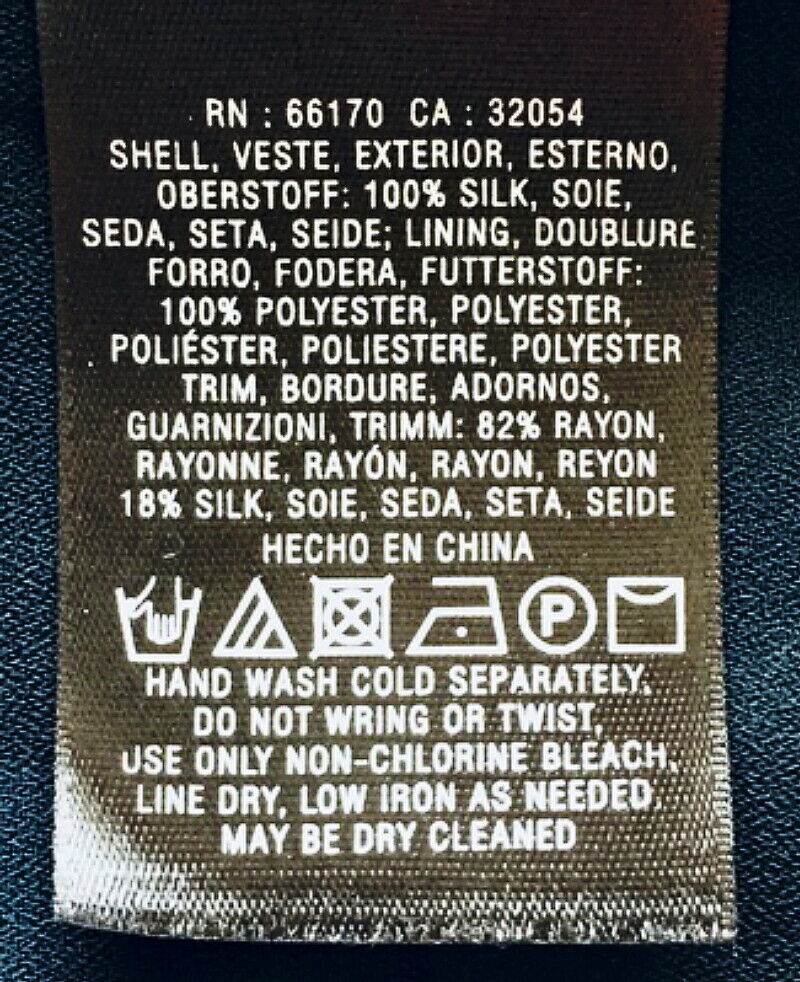 RN : 66170 CA : 32054
SHELL, VESTE, EXTERIOR, ESTERNO,
OBERSTOFF: 100% SILK, SOIE,
SEDA, SETA, SEIDE; LINING, DOUBLURE
FORRO, FODERA, FUTTERSTOFF:
100% POLYESTER, POLYESTER,
POLIÉSTER, POLIESTERE, POLYESTER
TRIM, BORDURE, ADORNOS,
GUARNIZIONI, TRIMM: 82% RAYON,
RAYONNE, RAYÓN, RAYON, REYON
18% SILK, SOIE, SEDA, SETA, SEIDE
HECHO EN CHINA
P
HAND WASH COLD SEPARATELY.
DO NOT WRING OR TWIST,
USE ONLY NON-CHLORINE BLEACH,
LINE DRY, LOW IRON AS NEEDED,
MAY BE DRY CLEANED